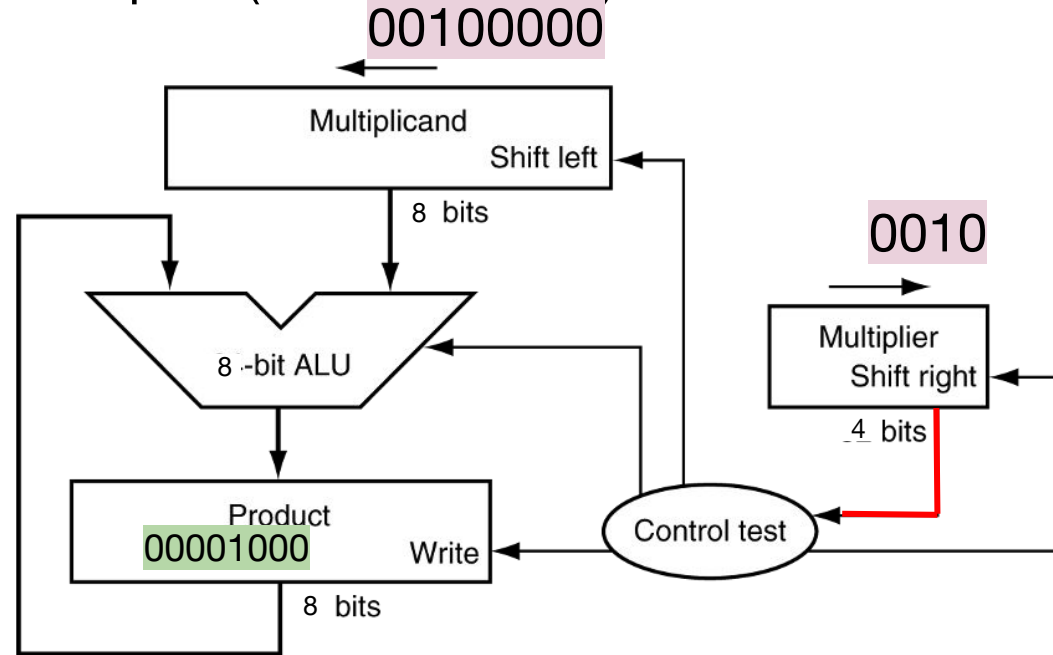 00100000
Multiplicand
Shift left
8 bits
0010
Multiplier
Shift right
4 bits
8 -bit ALU
Product
00001000
Write
Control test
8 bits